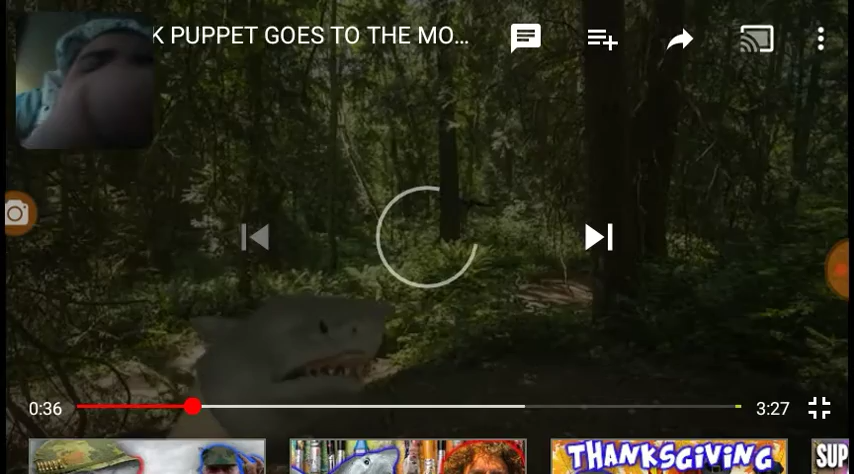 K PUPPET GOES TO THE MO...
0:36
3:27
THANKSGiViNG
SUP